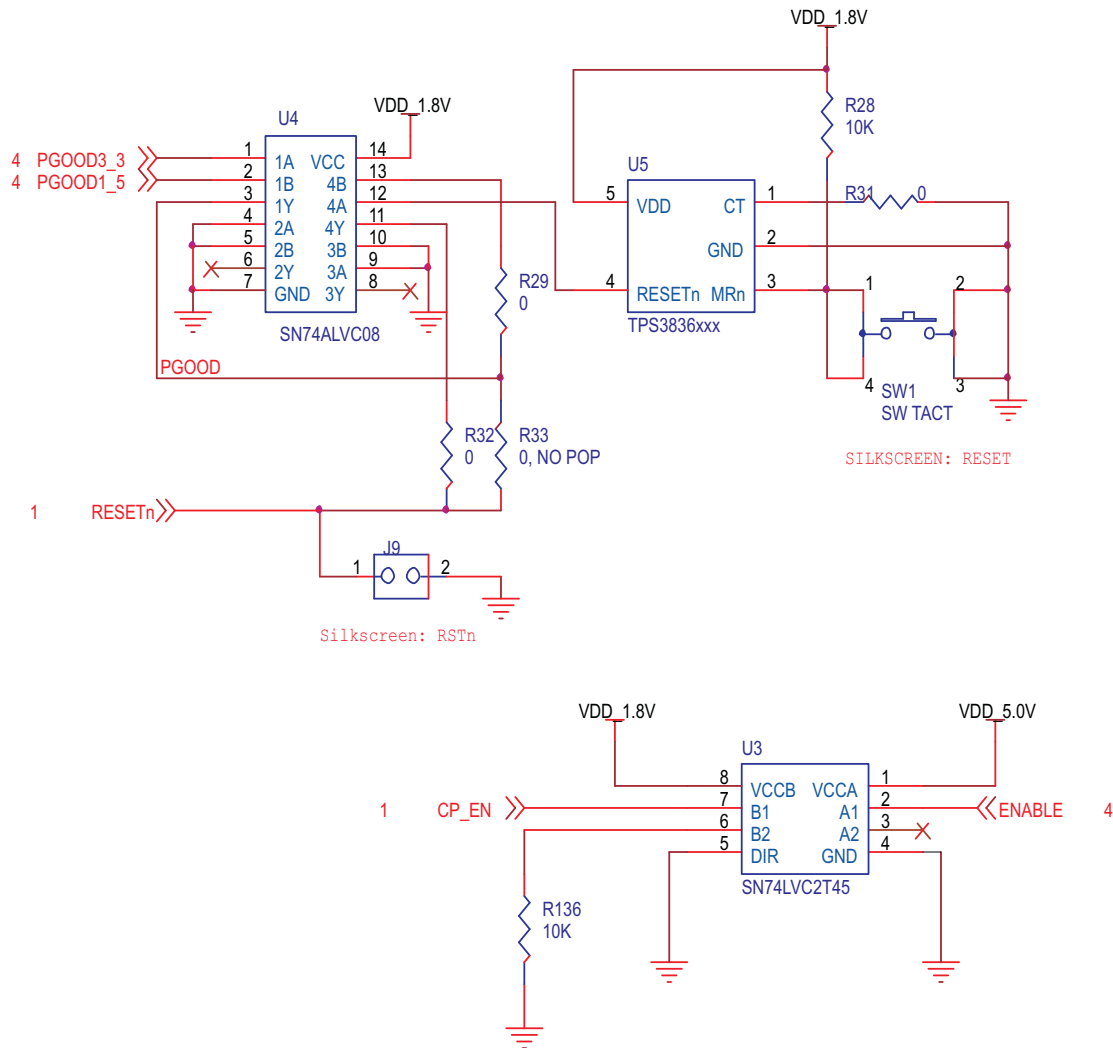 VDD_1.8V
U4
VDD_1.8V
R28
10K
4 PGOOD3_3
4 PGOOD1_5
1 1A VCC 14
2 1B 4B 13
3 1Y 4A 12
4 2A 4Y 11
5 2B 3B 10
6 2Y 3A 9
7 GND 3Y 8
SN74ALVC08
U5
5 VDD CT 1
GND 2
4 RESETn MRn 3
TPS3836xxx
R31 0
R29
0
1 2
4 3
SW1
SW TACT
SILKSCREEN: RESET
PGOOD
R32
0
R33
0, NO POP
1 RESETn
J9
1 2
Silkscreen: RSTn
VDD_1.8V
VDD_5.0V
U3
8 VCCB VCCA 1
1 CP_EN 7 B1 A1 2 ENABLE 4
6 B2 A2 3
5 DIR GND 4
SN74LVC2T45
R136
10K